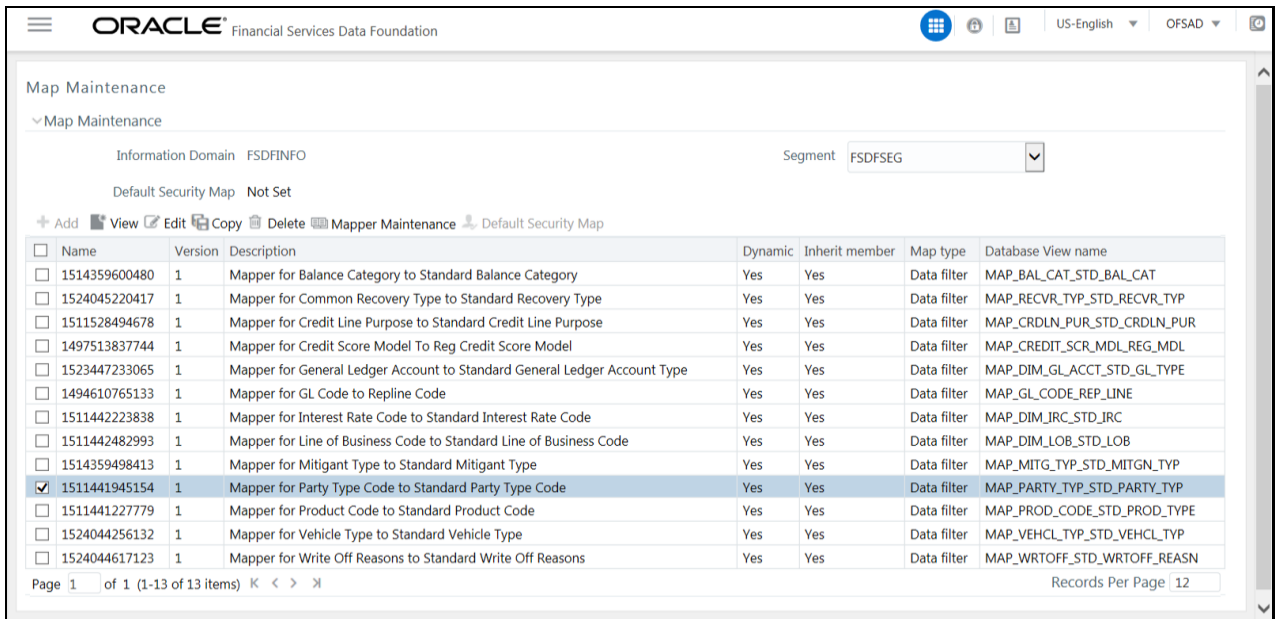 ORACLE® Financial Services Data Foundation US-English OFSAD
Map Maintenance
Map Maintenance
Information Domain FSDFINFO Segment FSDFSEG
Default Security Map Not Set
Add View Edit Copy Delete Mapper Maintenance Default Security Map
Name Version Description Dynamic Inherit member Map type Database View name
1514359600480 1 Mapper for Balance Category to Standard Balance Category Yes Yes Data filter MAP_BAL_CAT_STD_BAL_CAT
1524045220417 1 Mapper for Common Recovery Type to Standard Recovery Type Yes Yes Data filter MAP_RECVR_TYP_STD_RECVR_TYP
1511528494678 1 Mapper for Credit Line Purpose to Standard Credit Line Purpose Yes Yes Data filter MAP_CRDLN_PUR_STD_CRDLN_PUR
1497513837744 1 Mapper for Credit Score Model To Reg Credit Score Model Yes Yes Data filter MAP_CREDIT_SCR_MDL_REG_MDL
1523447233065 1 Mapper for General Ledger Account to Standard General Ledger Account Type Yes Yes Data filter MAP_DIM_GL_ACCT_STD_GL_TYPE
1494610765133 1 Mapper for GL Code to Repline Code Yes Yes Data filter MAP_GL_CODE_REP_LINE
1511442223838 1 Mapper for Interest Rate Code to Standard Interest Rate Code Yes Yes Data filter MAP_DIM_IRC_STD_IRC
1511442482993 1 Mapper for Line of Business Code to Standard Line of Business Code Yes Yes Data filter MAP_DIM_LOB_STD_LOB
1514359498413 1 Mapper for Mitigant Type to Standard Mitigant Type Yes Yes Data filter MAP_MITG_TYP_STD_MITGN_TYP
1511441945154 1 Mapper for Party Type Code to Standard Party Type Code Yes Yes Data filter MAP_PARTY_TYP_STD_PARTY_TYP
1511441227779 1 Mapper for Product Code to Standard Product Code Yes Yes Data filter MAP_PROD_CODE_STD_PROD_TYPE
1524044256132 1 Mapper for Vehicle Type to Standard Vehicle Type Yes Yes Data filter MAP_VEHCL_TYP_STD_VEHCL_TYP
1524044617123 1 Mapper for Write Off Reasons to Standard Write Off Reasons Yes Yes Data filter MAP_WRTOFF_STD_WRTOFF_REASN
Page 1 of 1 (1-13 of 13 items) Records Per Page 12